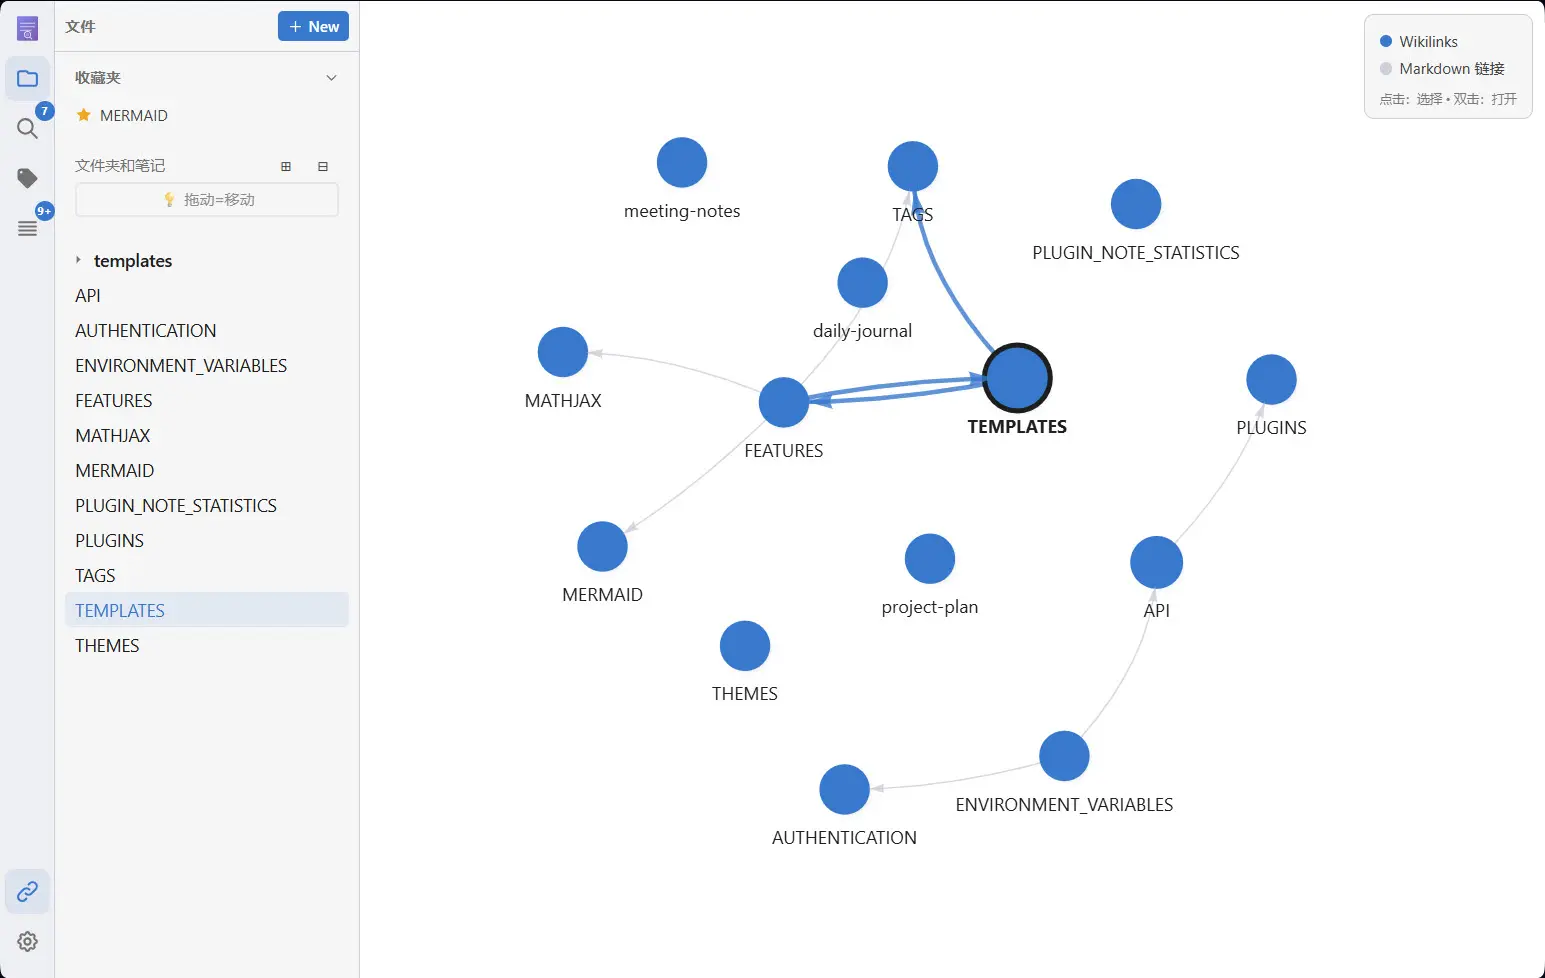 文件
+ New
收藏夹
MERMAID
7
文件夹和笔记
拖动=移动
9+
templates
API
AUTHENTICATION
ENVIRONMENT_VARIABLES
FEATURES
MATHJAX
MERMAID
PLUGIN_NOTE_STATISTICS
PLUGINS
TAGS
TEMPLATES
THEMES
Wikilinks
Markdown 链接
点击：选择 • 双击：打开
meeting-notes
TAGS
PLUGIN_NOTE_STATISTICS
daily-journal
MATHJAX
FEATURES
TEMPLATES
PLUGINS
MERMAID
project-plan
API
THEMES
ENVIRONMENT_VARIABLES
AUTHENTICATION